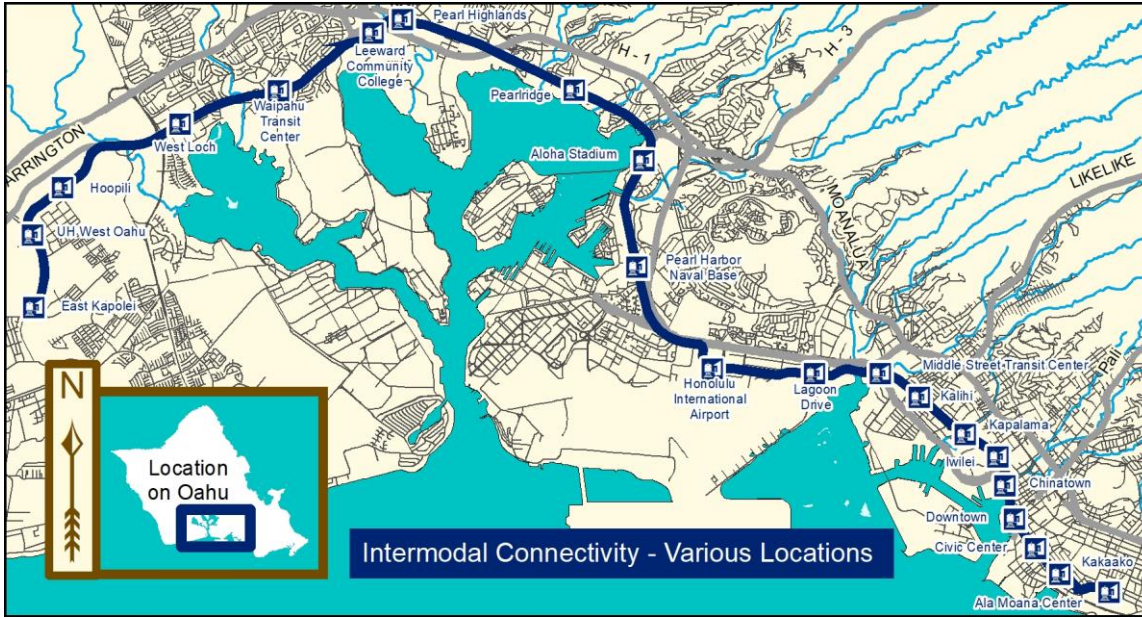 Pearl Highlands
Leeward
Community
College
H - 1
H - 3
Pearlridge
Waipahu
Transit
Center
West Loch
ARRINGTON
Aloha Stadium
Hoopili
MOANALUA
LIKELIKE
UH West Oahu
Pearl Harbor
Naval Base
East Kapolei
Honolulu
International
Airport
Lagoon
Drive
Middle Street Transit Center
Pali
Kalihi
Kapalama
Iwilei
Chinatown
Downtown
Civic Center
Kakaako
Ala Moana Center
N
Location
on Oahu
Intermodal Connectivity - Various Locations